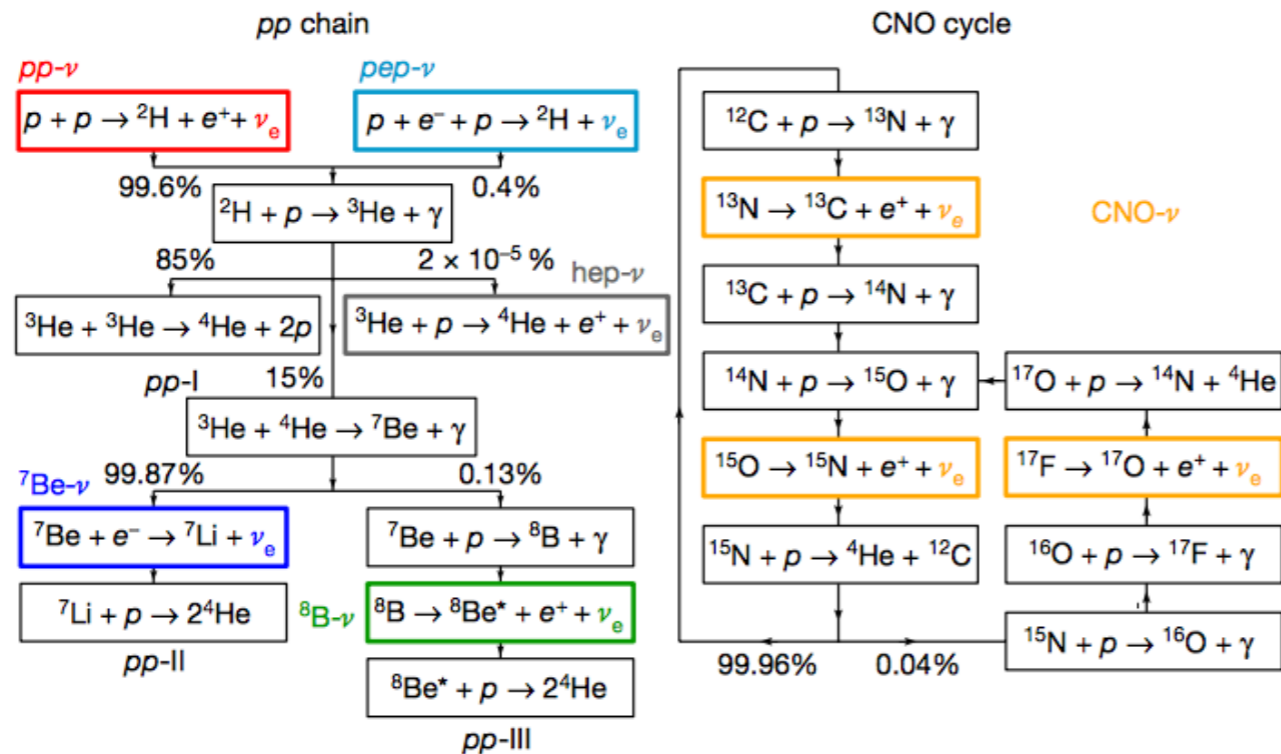 pp chain
pp-ν
pep-ν
p + p → ²H + e⁺ + νₑ
p + e⁻ + p → ²H + νₑ
99.6%
0.4%
²H + p → ³He + γ
85%
2 × 10⁻⁵ %
hep-ν
³He + ³He → ⁴He + 2p
³He + p → ⁴He + e⁺ + νₑ
pp-I
15%
³He + ⁴He → ⁷Be + γ
⁷Be-ν
99.87%
0.13%
⁷Be + e⁻ → ⁷Li + νₑ
⁷Be + p → ⁸B + γ
⁷Li + p → 2⁴He
⁸B-ν
⁸B → ⁸Be* + e⁺ + νₑ
pp-II
⁸Be* + p → 2⁴He
pp-III
CNO cycle
¹²C + p → ¹³N + γ
¹³N → ¹³C + e⁺ + νₑ
CNO-ν
¹³C + p → ¹⁴N + γ
¹⁴N + p → ¹⁵O + γ
¹⁷O + p → ¹⁴N + ⁴He
¹⁵O → ¹⁵N + e⁺ + νₑ
¹⁷F → ¹⁷O + e⁺ + νₑ
¹⁵N + p → ⁴He + ¹²C
¹⁶O + p → ¹⁷F + γ
¹⁵N + p → ¹⁶O + γ
99.96%
0.04%